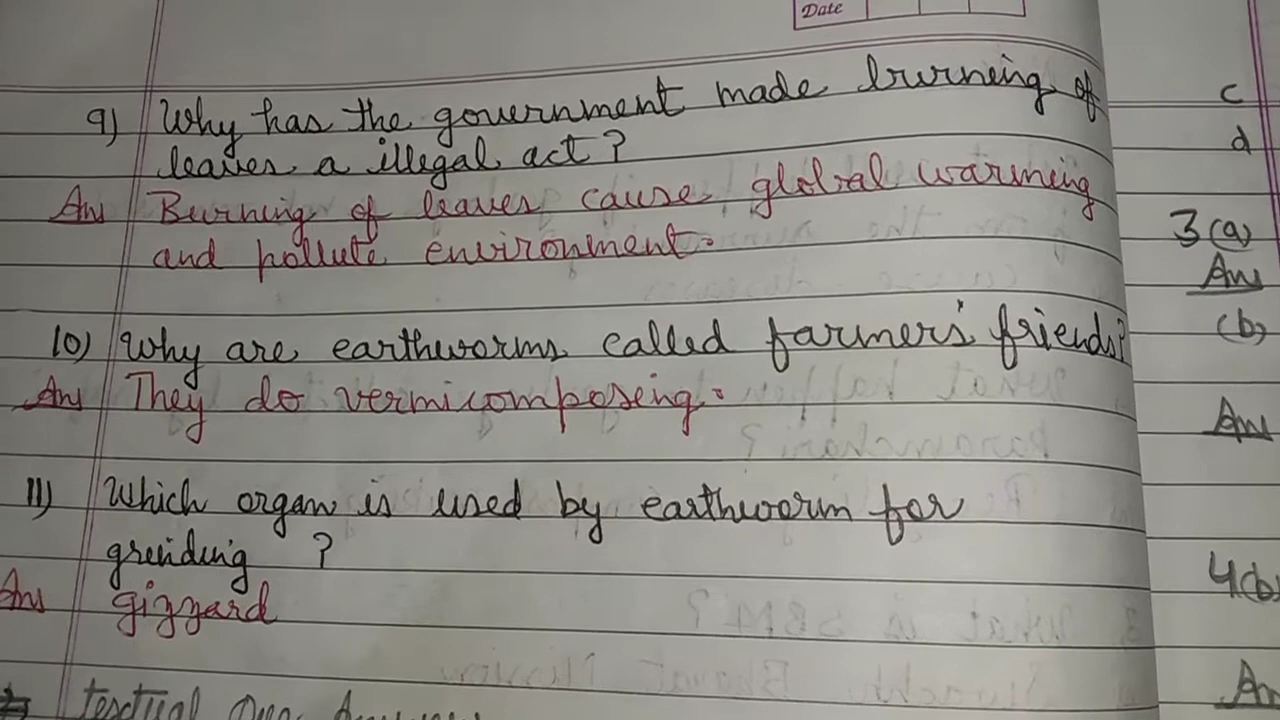 Date
9) Why has the government made burning of
leaves a illegal act?
Ans Burning of leaves cause global warming
and pollute environment.
10) Why are earthworms called farmer's friends?
Ans They do vermicomposing.
11) Which organ is used by earthworm for
grinding ?
Ans gizzard
c
d
3(a)
Ans
(b)
Ans
4(b)